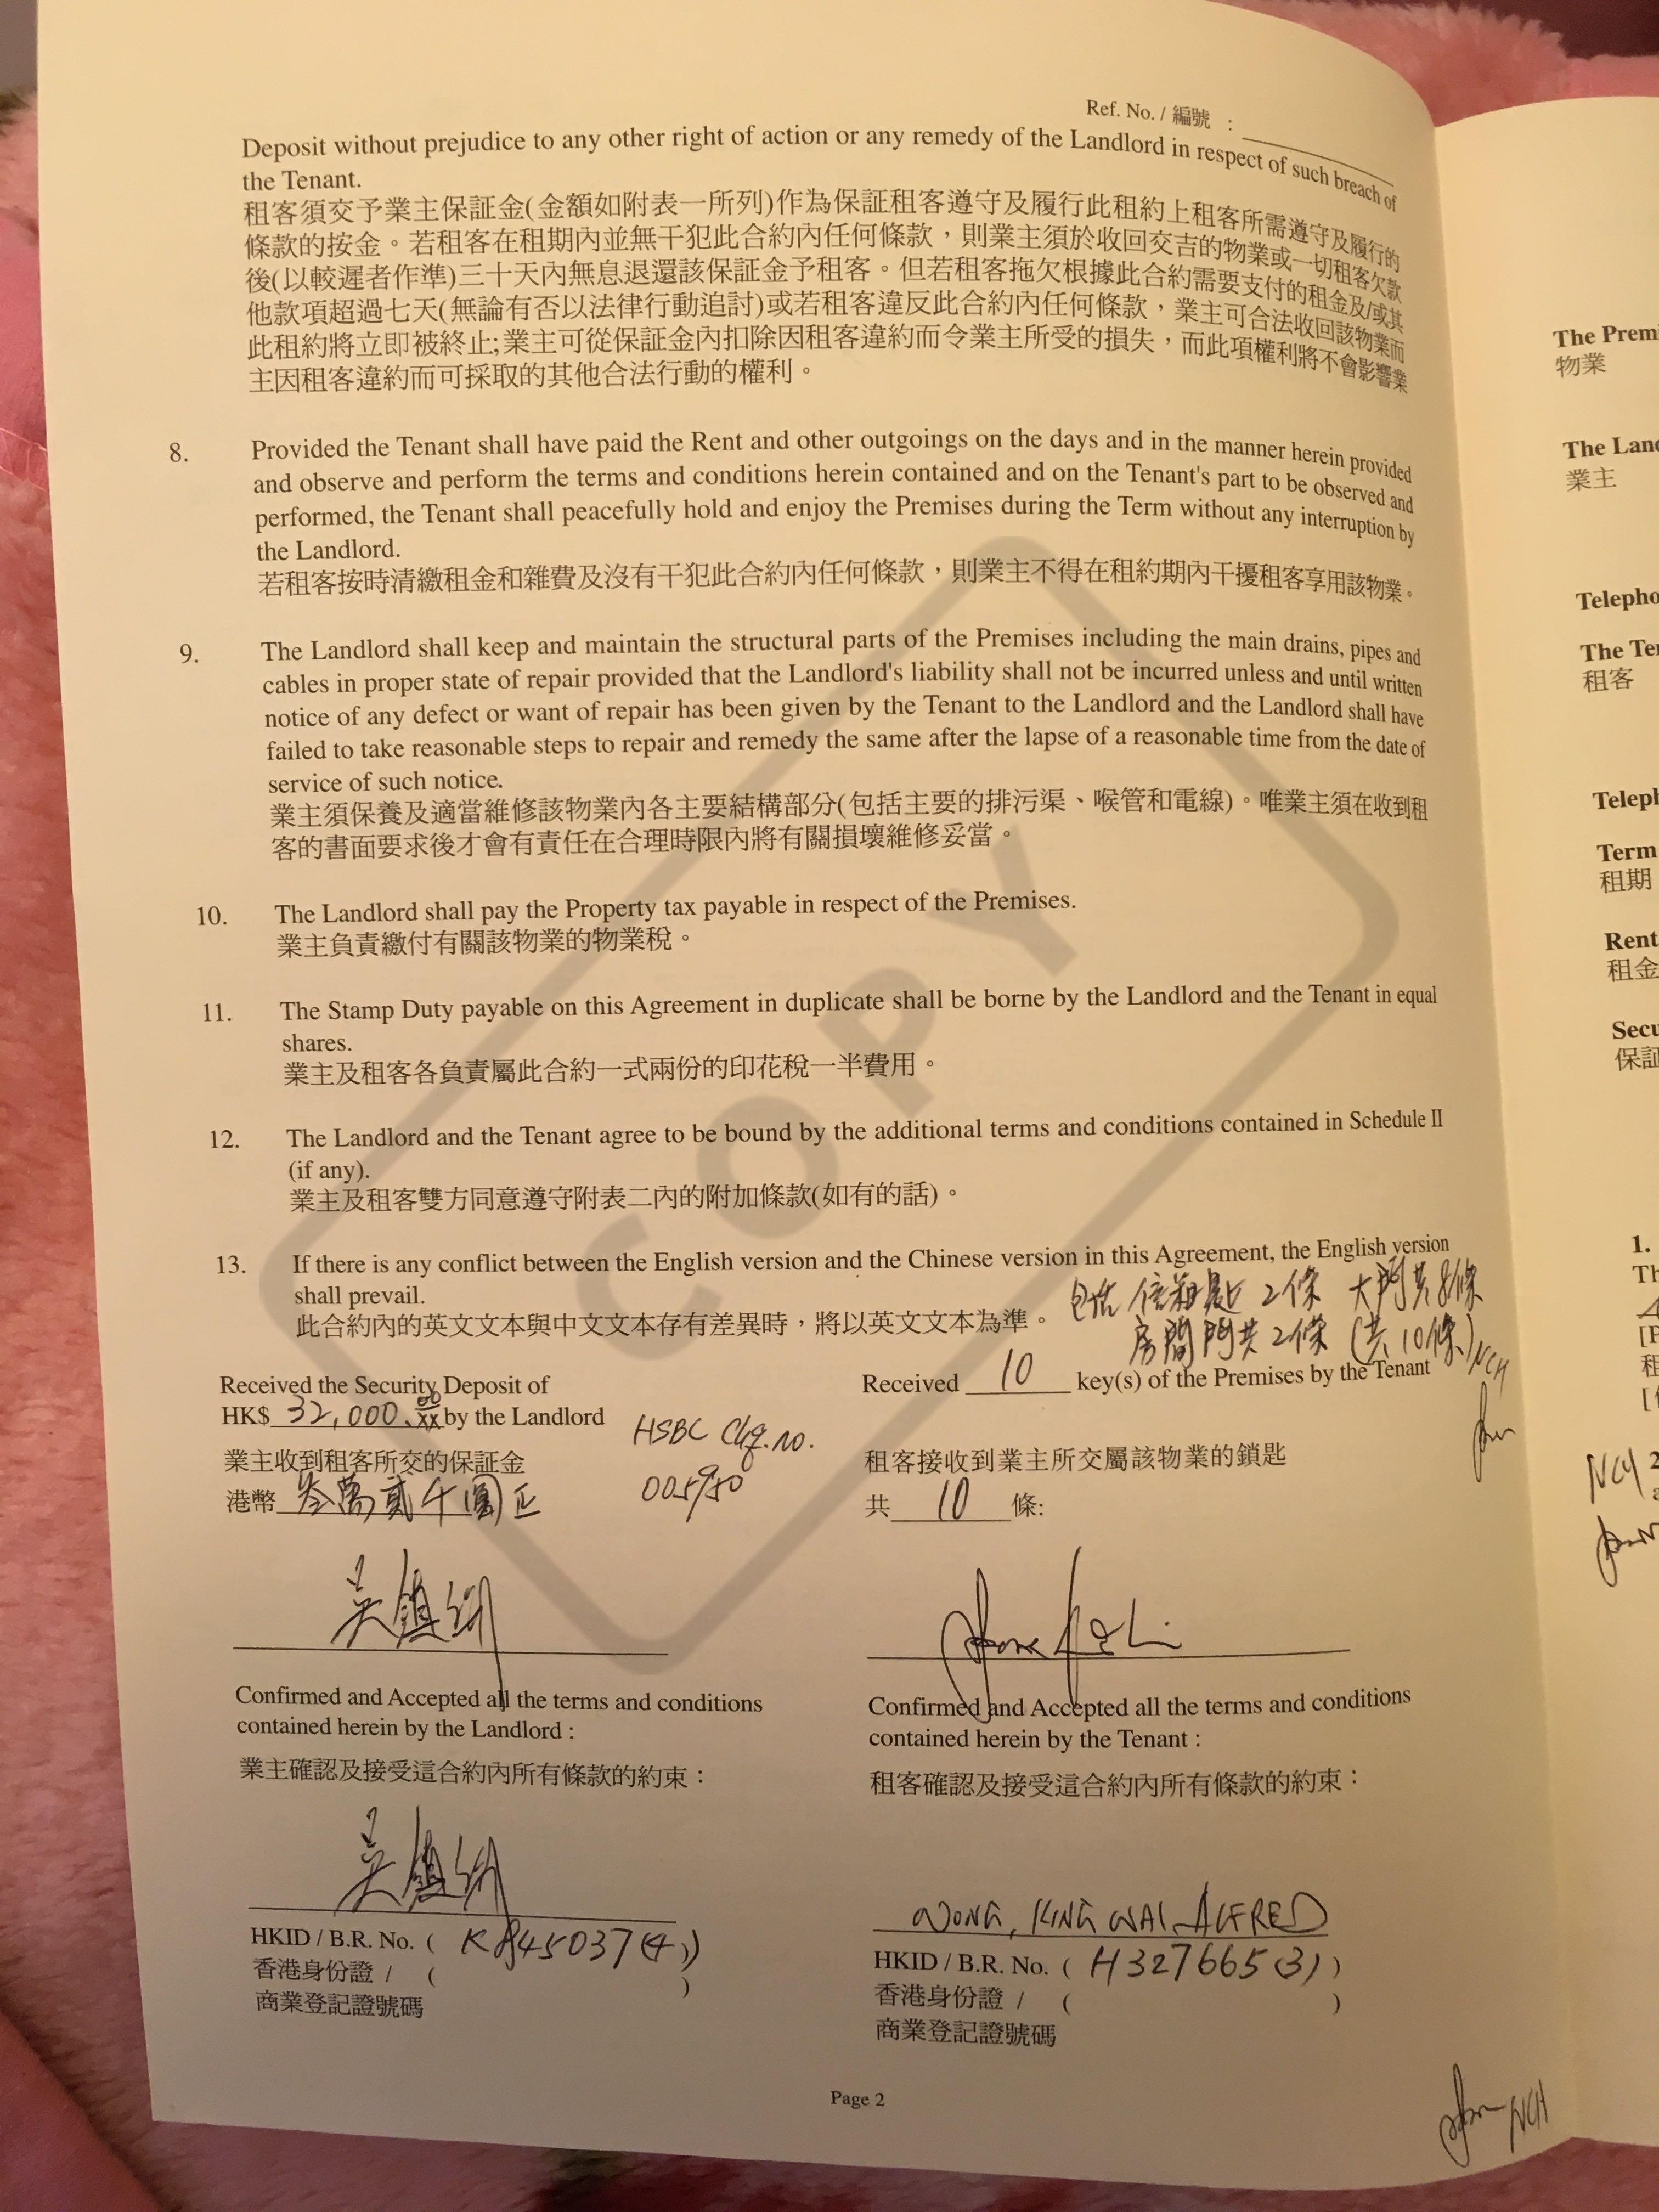 Ref. No. / 編號 :
Deposit without prejudice to any other right of action or any remedy of the Landlord in respect of such breach of
the Tenant.
租客須交予業主保証金(金額如附表一所列)作為保証租客遵守及履行此租約上租客所需遵守及履行的
條款的按金。若租客在租期內並無干犯此合約內任何條款，則業主須於收回交吉的物業或一切租客欠款
後(以較遲者作準)三十天內無息退還該保証金予租客。但若租客拖欠根據此合約需要支付的租金及/或其
他款項超過七天(無論有否以法律行動追討)或若租客違反此合約內任何條款，業主可合法收回該物業而
此租約將立即被終止;業主可從保証金內扣除因租客違約而令業主所受的損失，而此項權利將不會影響業
主因租客違約而可採取的其他合法行動的權利。
8. Provided the Tenant shall have paid the Rent and other outgoings on the days and in the manner herein provided
and observe and perform the terms and conditions herein contained and on the Tenant's part to be observed and
performed, the Tenant shall peacefully hold and enjoy the Premises during the Term without any interruption by
the Landlord.
若租客按時清繳租金和雜費及沒有干犯此合約內任何條款，則業主不得在租約期內干擾租客享用該物業。
9. The Landlord shall keep and maintain the structural parts of the Premises including the main drains, pipes and
cables in proper state of repair provided that the Landlord's liability shall not be incurred unless and until written
notice of any defect or want of repair has been given by the Tenant to the Landlord and the Landlord shall have
failed to take reasonable steps to repair and remedy the same after the lapse of a reasonable time from the date of
service of such notice.
業主須保養及適當維修該物業內各主要結構部分(包括主要的排污渠、喉管和電線)。唯業主須在收到租
客的書面要求後才會有責任在合理時限內將有關損壞維修妥當。
10. The Landlord shall pay the Property tax payable in respect of the Premises.
業主負責繳付有關該物業的物業稅。
11. The Stamp Duty payable on this Agreement in duplicate shall be borne by the Landlord and the Tenant in equal
shares.
業主及租客各負責屬此合約一式兩份的印花稅一半費用。
12. The Landlord and the Tenant agree to be bound by the additional terms and conditions contained in Schedule II
(if any).
業主及租客雙方同意遵守附表二內的附加條款(如有的話)。
13. If there is any conflict between the English version and the Chinese version in this Agreement, the English version
shall prevail.
此合約內的英文文本與中文文本存有差異時，將以英文文本為準。
包括 信箱匙 2條 大門共8條
房間門共2條 (共10條) NCH
Received the Security Deposit of
HK$ 32,000.00/xx by the Landlord
HSBC Chq. no.
業主收到租客所交的保証金
港幣 叁萬貳千圓正
Received 10 key(s) of the Premises by the Tenant
租客接收到業主所交屬該物業的鎖匙
共 10 條:
Confirmed and Accepted all the terms and conditions
contained herein by the Landlord :
業主確認及接受這合約內所有條款的約束：
HKID / B.R. No. ( K845037(4) )
香港身份證 / ( )
商業登記證號碼
Confirmed and Accepted all the terms and conditions
contained herein by the Tenant :
租客確認及接受這合約內所有條款的約束：
WONG, KING WAI ALFRED
HKID / B.R. No. ( H327665(3) )
香港身份證 / ( )
商業登記證號碼
Page 2
NCH
COPY
The Premi
物業
The Land
業主
Telepho
The Te
租客
Teleph
Term
租期
Rent
租金
Secu
保証
1.
Th
NCH
2